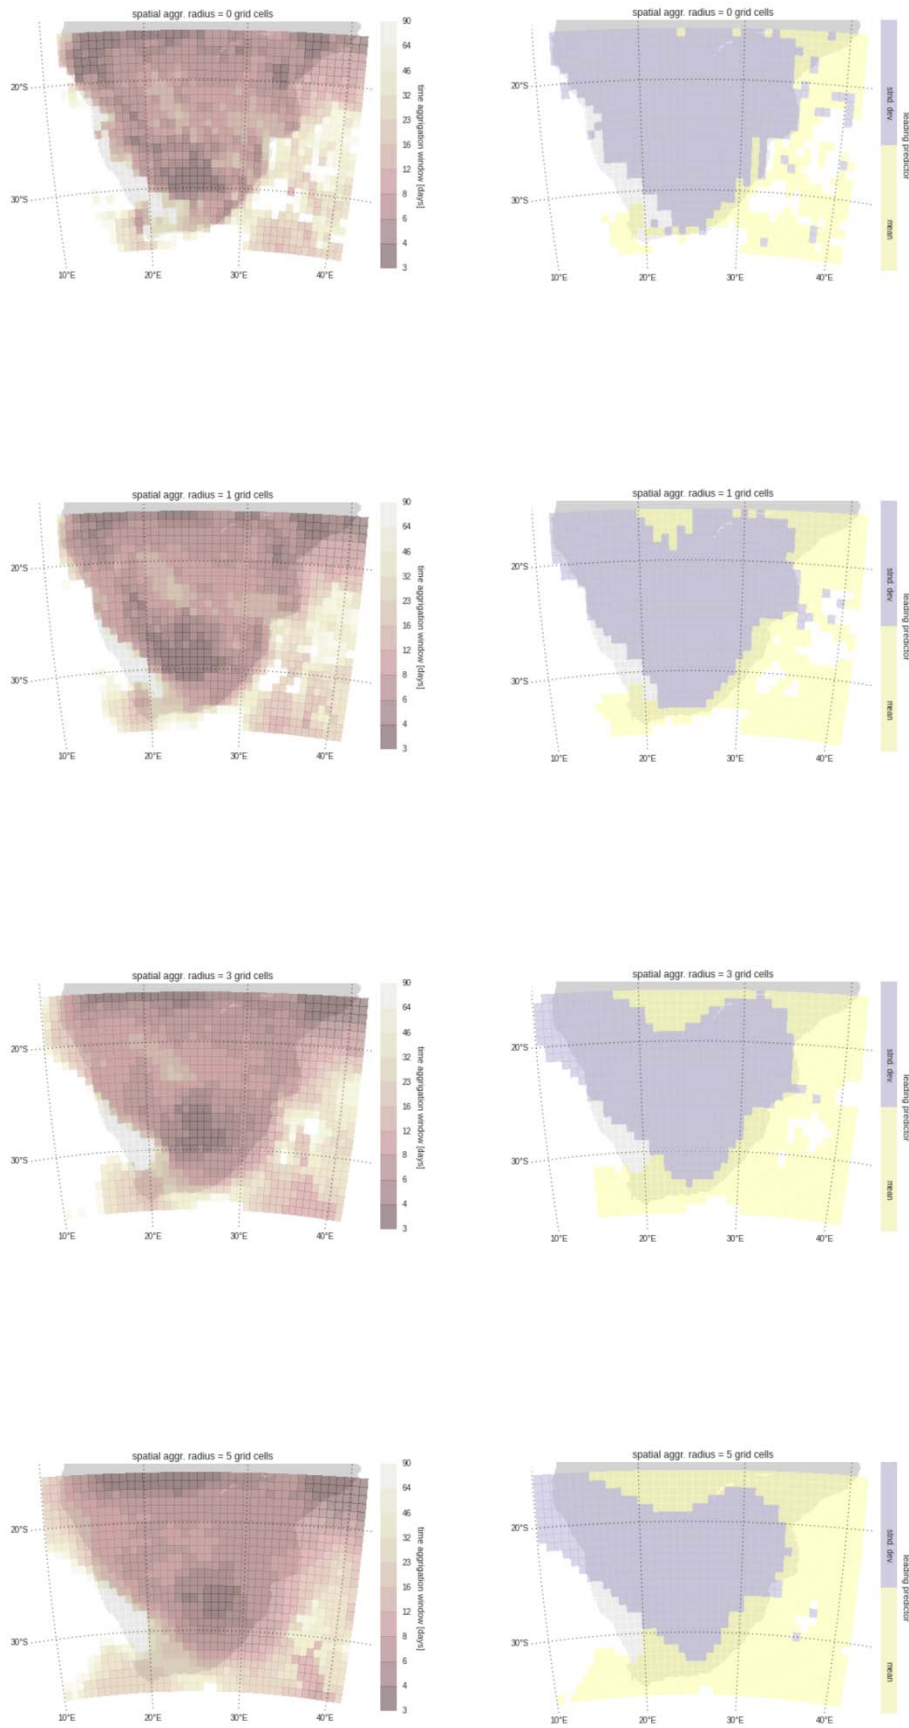 spatial aggr. radius = 0 grid cells
90
64
46
32
23
16
12
8
6
4
3
time aggrigation window [days]
20°S
30°S
10°E
20°E
30°E
40°E
spatial aggr. radius = 0 grid cells
stnd. dev.
mean
leading predictor
20°S
30°S
10°E
20°E
30°E
40°E
spatial aggr. radius = 1 grid cells
90
64
46
32
23
16
12
8
6
4
3
time aggrigation window [days]
20°S
30°S
10°E
20°E
30°E
40°E
spatial aggr. radius = 1 grid cells
stnd. dev.
mean
leading predictor
20°S
30°S
10°E
20°E
30°E
40°E
spatial aggr. radius = 3 grid cells
90
64
46
32
23
16
12
8
6
4
3
time aggrigation window [days]
20°S
30°S
10°E
20°E
30°E
40°E
spatial aggr. radius = 3 grid cells
stnd. dev.
mean
leading predictor
20°S
30°S
10°E
20°E
30°E
40°E
spatial aggr. radius = 5 grid cells
90
64
46
32
23
16
12
8
6
4
3
time aggrigation window [days]
20°S
30°S
10°E
20°E
30°E
40°E
spatial aggr. radius = 5 grid cells
stnd. dev.
mean
leading predictor
20°S
30°S
10°E
20°E
30°E
40°E